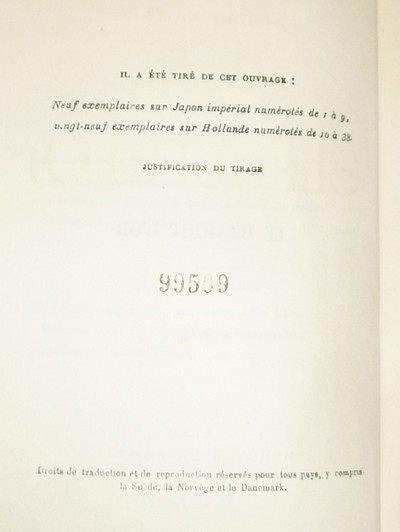 IL A ÉTÉ TIRÉ DE CET OUVRAGE :
Neuf exemplaires sur Japon impérial numérotés de 1 à 9,
vingt-neuf exemplaires sur Hollande numérotés de 10 à 38.
JUSTIFICATION DU TIRAGE
99509
Droits de traduction et de reproduction réservés pour tous pays, y compris
la Suède, la Norvège et le Danemark.